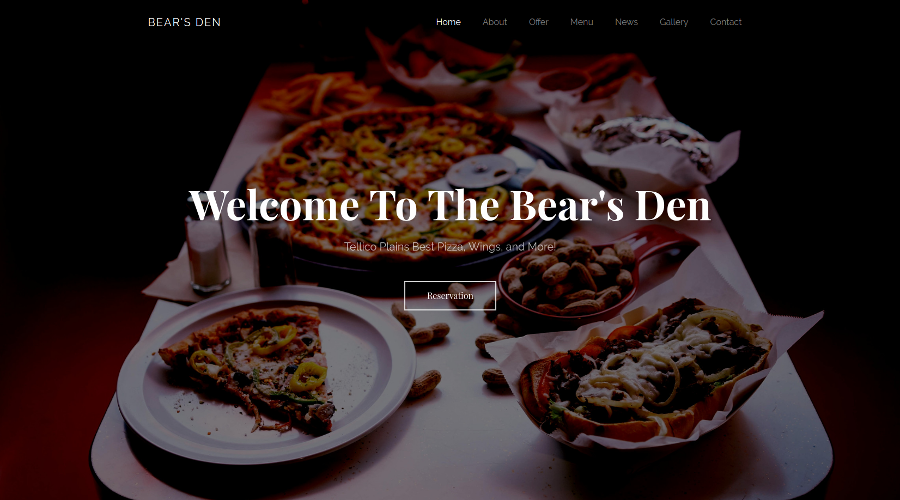 BEAR'S DEN
Home About Offer Menu News Gallery Contact
Welcome To The Bear's Den
Tellico Plains Best Pizza, Wings, and More!
Reservation